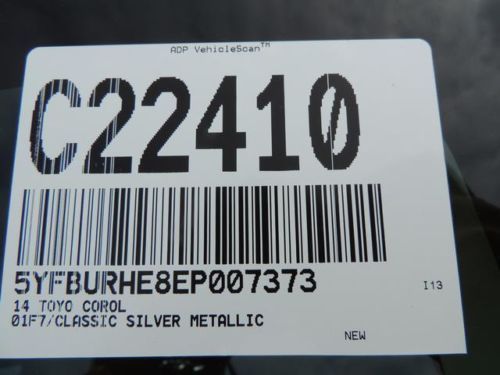 ADP VehicleScan™
C22410
5YFBURHE8EP007373
I13
14 TOYO COROL
01F7/CLASSIC SILVER METALLIC
NEW